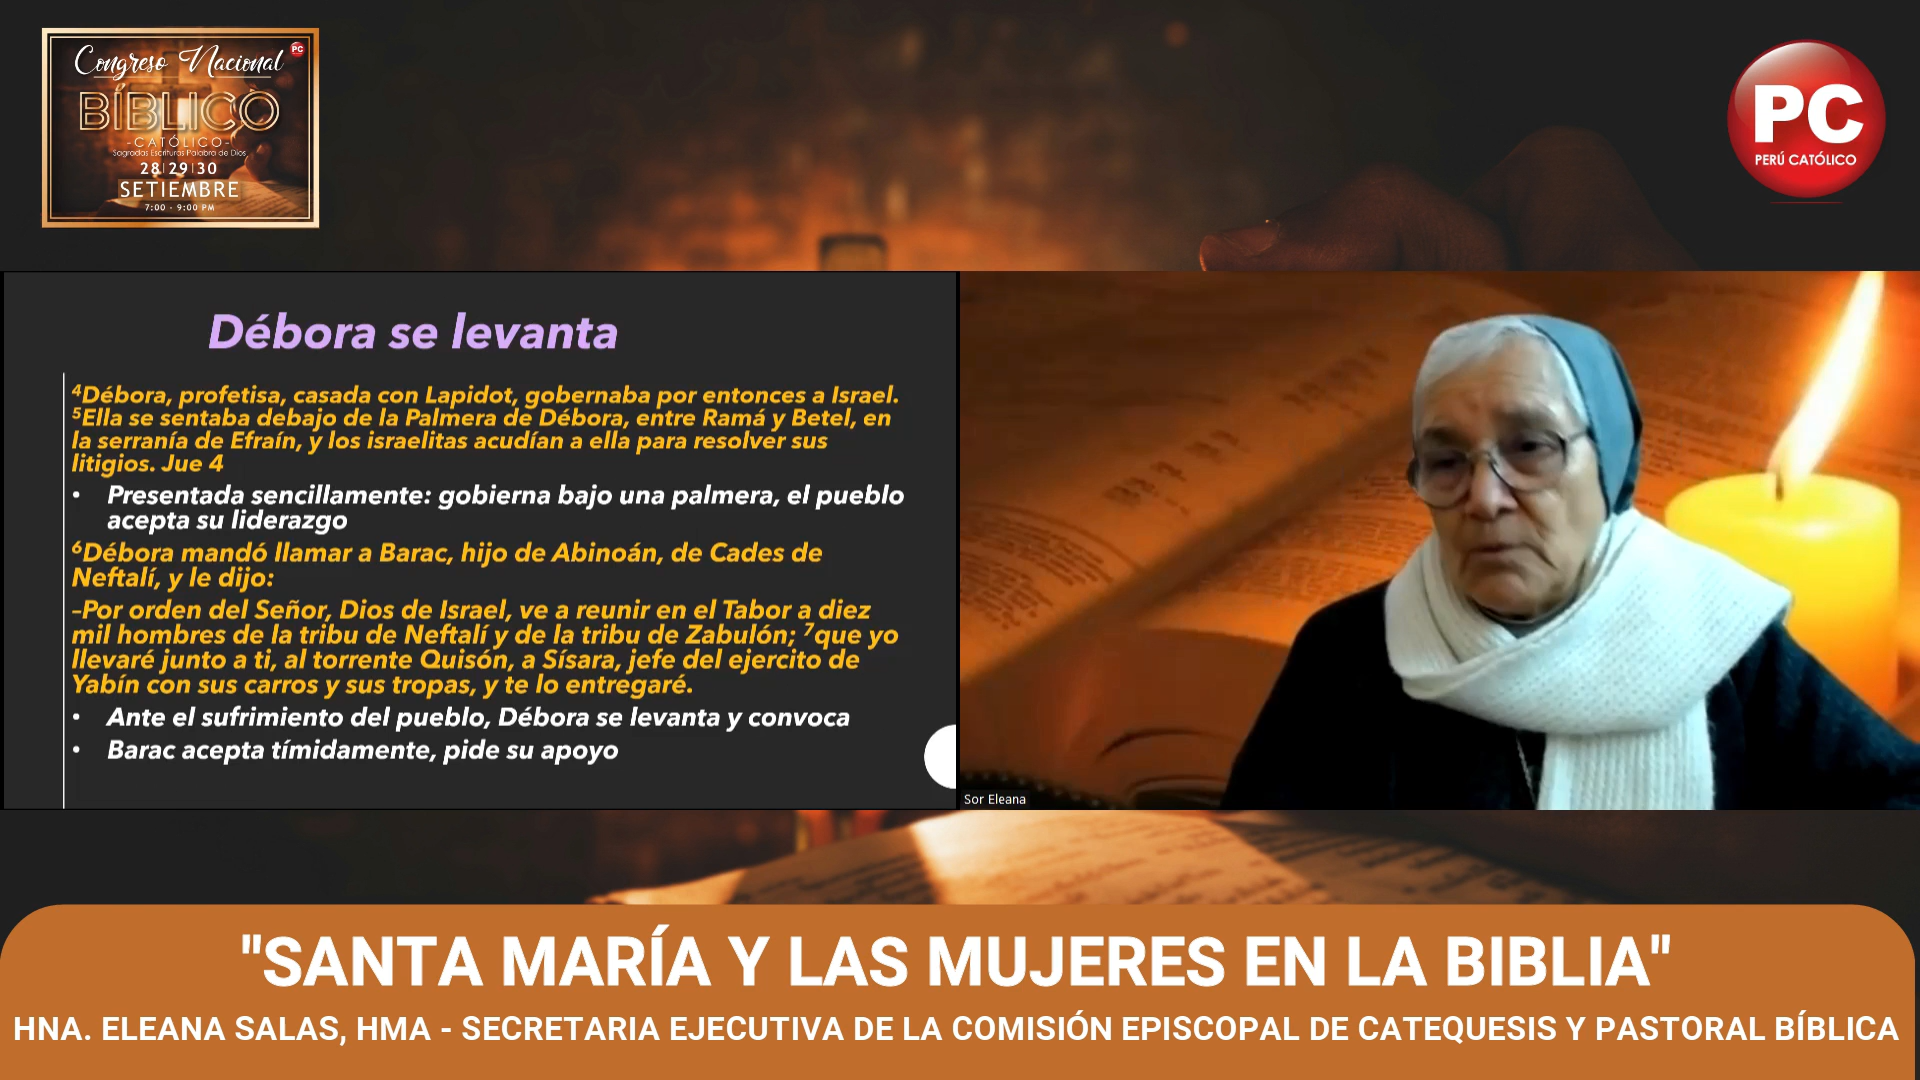 Congreso Nacional
PC
BÍBLICO
-CATÓLICO-
Sagradas Escrituras Palabra de Dios
28|29|30
SETIEMBRE
7:00 - 9:00 PM
PC
PERÚ CATÓLICO
Débora se levanta
⁴Débora, profetisa, casada con Lapidot, gobernaba por entonces a Israel.
⁵Ella se sentaba debajo de la Palmera de Débora, entre Ramá y Betel, en
la serranía de Efraín, y los israelitas acudían a ella para resolver sus
litigios. Jue 4
• Presentada sencillamente: gobierna bajo una palmera, el pueblo
acepta su liderazgo
⁶Débora mandó llamar a Barac, hijo de Abinoán, de Cades de
Neftalí, y le dijo:
–Por orden del Señor, Dios de Israel, ve a reunir en el Tabor a diez
mil hombres de la tribu de Neftalí y de la tribu de Zabulón; ⁷que yo
llevaré junto a ti, al torrente Quisón, a Sísara, jefe del ejercito de
Yabín con sus carros y sus tropas, y te lo entregaré.
• Ante el sufrimiento del pueblo, Débora se levanta y convoca
• Barac acepta tímidamente, pide su apoyo
Sor Eleana
"SANTA MARÍA Y LAS MUJERES EN LA BIBLIA"
HNA. ELEANA SALAS, HMA - SECRETARIA EJECUTIVA DE LA COMISIÓN EPISCOPAL DE CATEQUESIS Y PASTORAL BÍBLICA